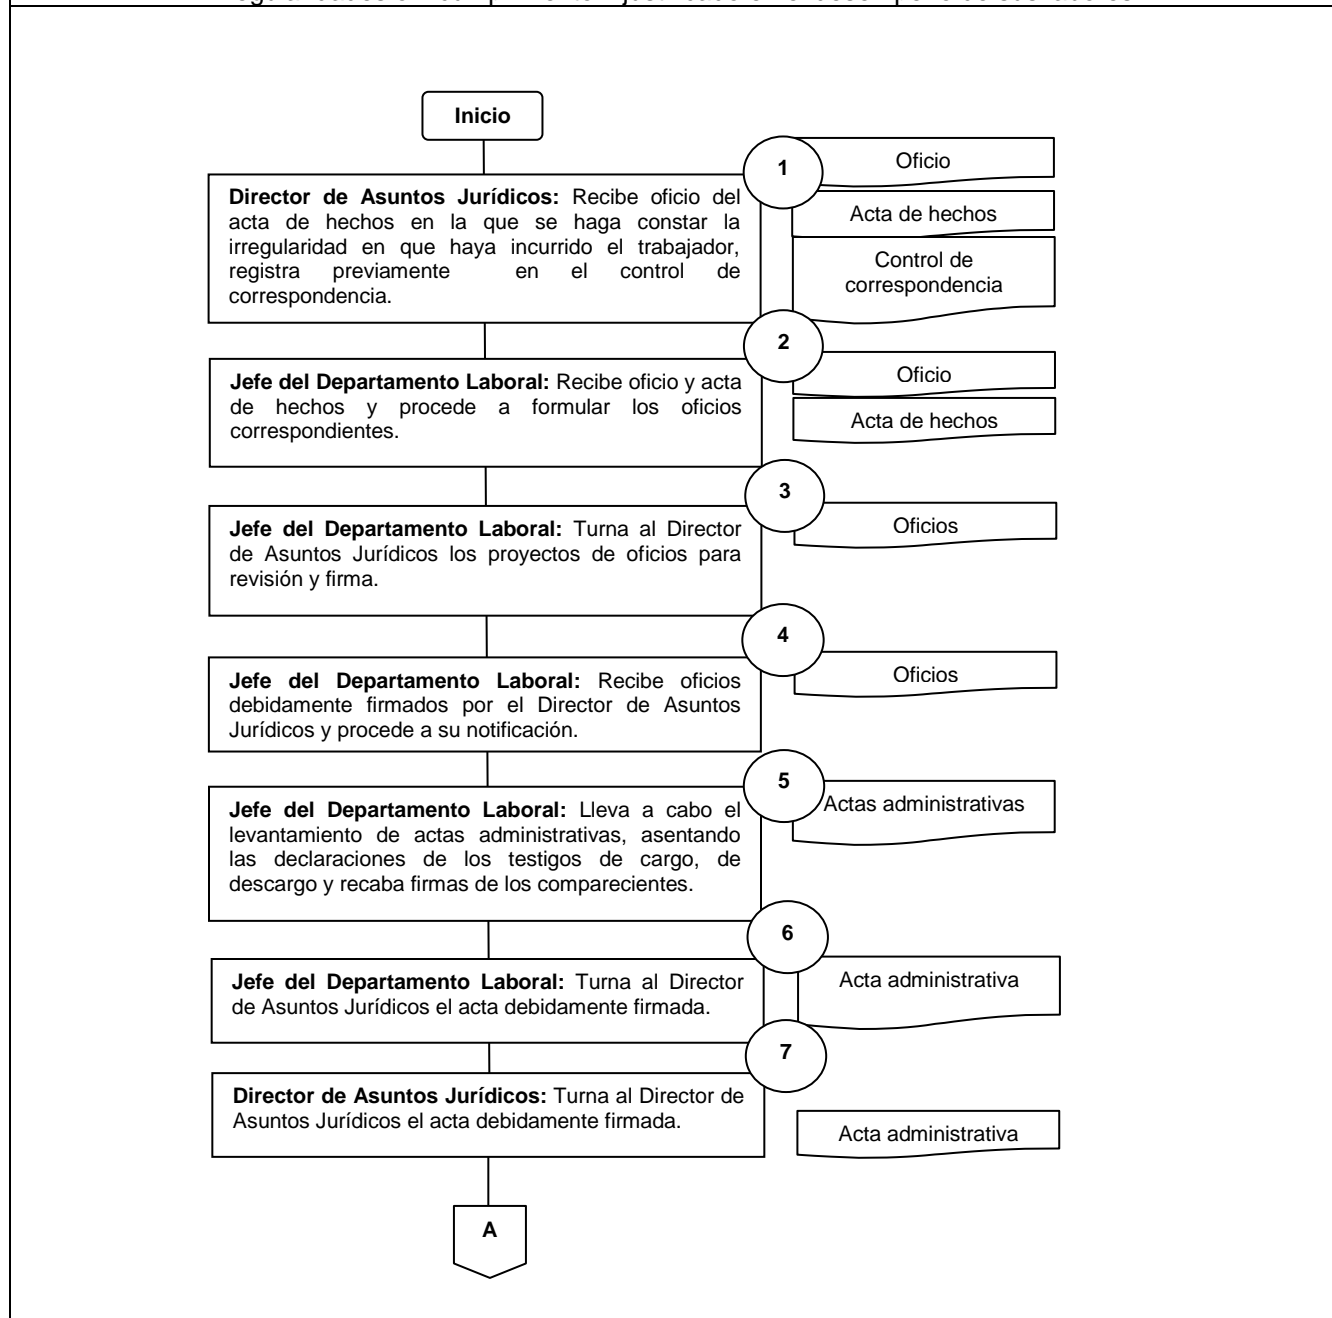 Inicio
1
Oficio
Director de Asuntos Jurídicos: Recibe oficio del
acta de hechos en la que se haga constar la
irregularidad en que haya incurrido el trabajador,
registra previamente en el control de
correspondencia.
Acta de hechos
Control de
correspondencia
2
Oficio
Jefe del Departamento Laboral: Recibe oficio y acta
de hechos y procede a formular los oficios
correspondientes.
Acta de hechos
3
Oficios
Jefe del Departamento Laboral: Turna al Director
de Asuntos Jurídicos los proyectos de oficios para
revisión y firma.
4
Oficios
Jefe del Departamento Laboral: Recibe oficios
debidamente firmados por el Director de Asuntos
Jurídicos y procede a su notificación.
5
Actas administrativas
Jefe del Departamento Laboral: Lleva a cabo el
levantamiento de actas administrativas, asentando
las declaraciones de los testigos de cargo, de
descargo y recaba firmas de los comparecientes.
6
Acta administrativa
Jefe del Departamento Laboral: Turna al Director
de Asuntos Jurídicos el acta debidamente firmada.
7
Director de Asuntos Jurídicos: Turna al Director de
Asuntos Jurídicos el acta debidamente firmada.
Acta administrativa
A